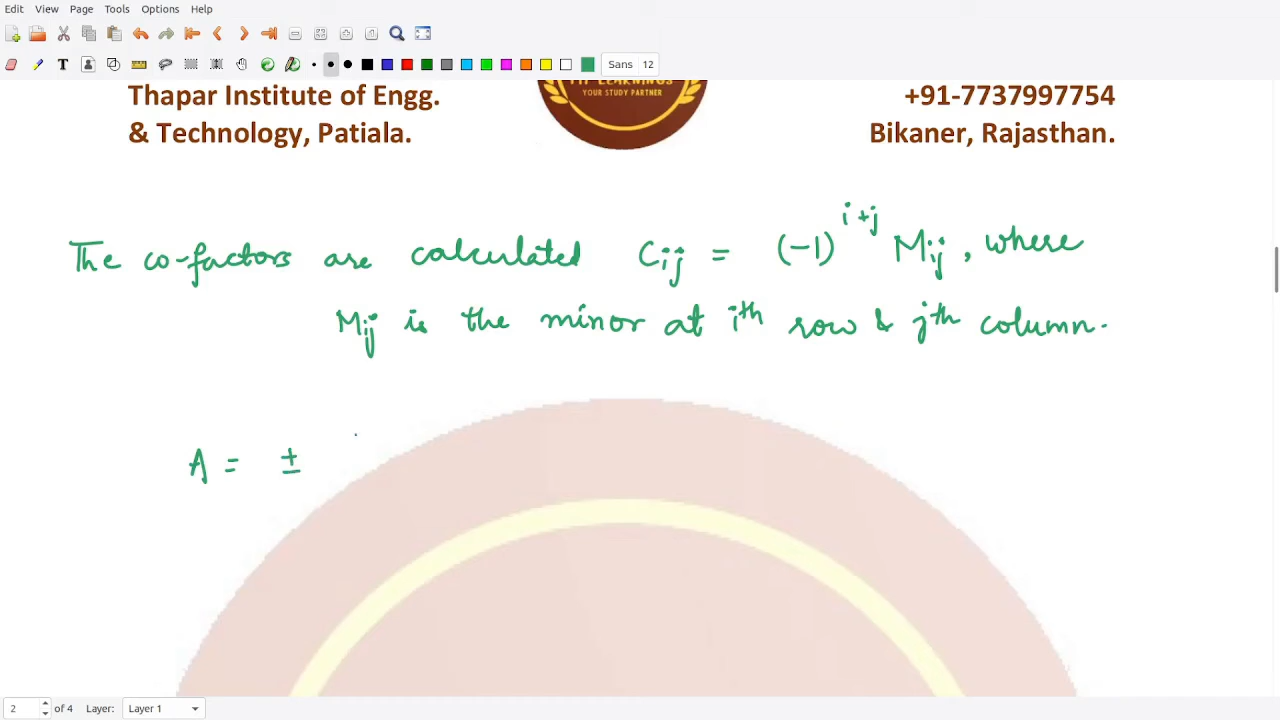 Edit View Page Tools Options Help
Sans 12
Thapar Institute of Engg.
& Technology, Patiala.
YOUR STUDY PARTNER
+91-7737997754
Bikaner, Rajasthan.
The co-factors are calculated Cij = (-1)^i+j Mij, where
Mij is the minor at ith row & jth column.
A = ±
2 of 4 Layer: Layer 1